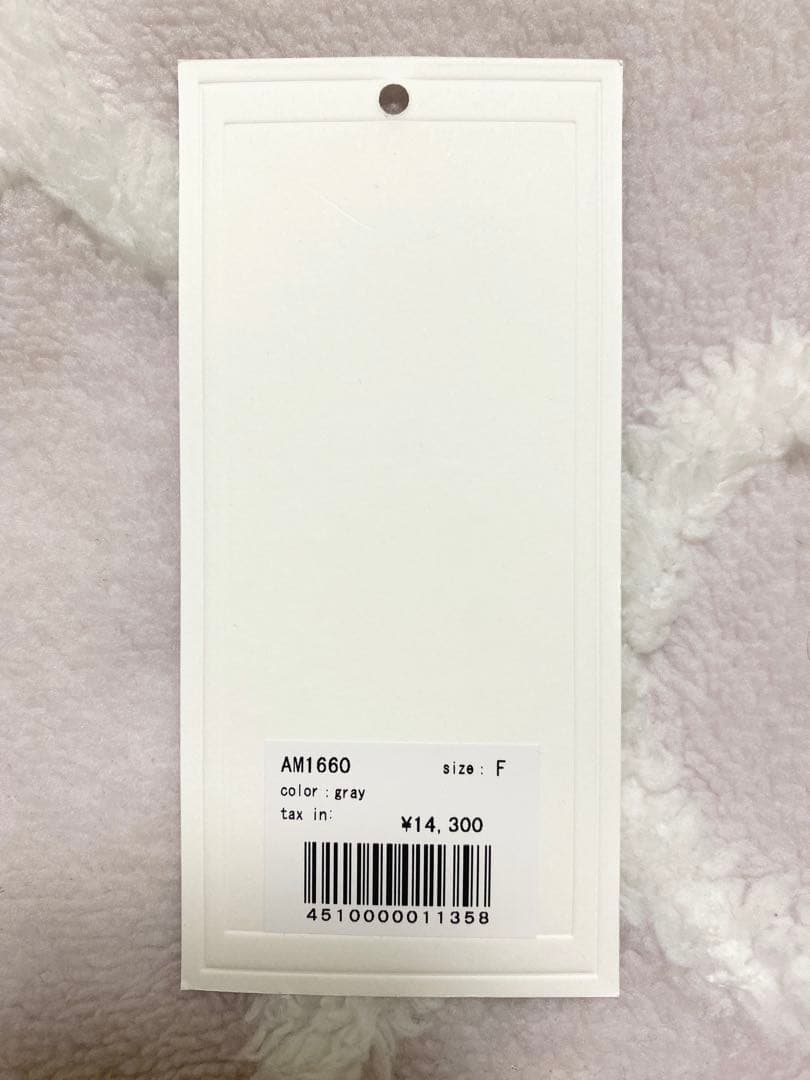 AM1660 size: F
color:gray
tax in:
¥14,300
4510000011358